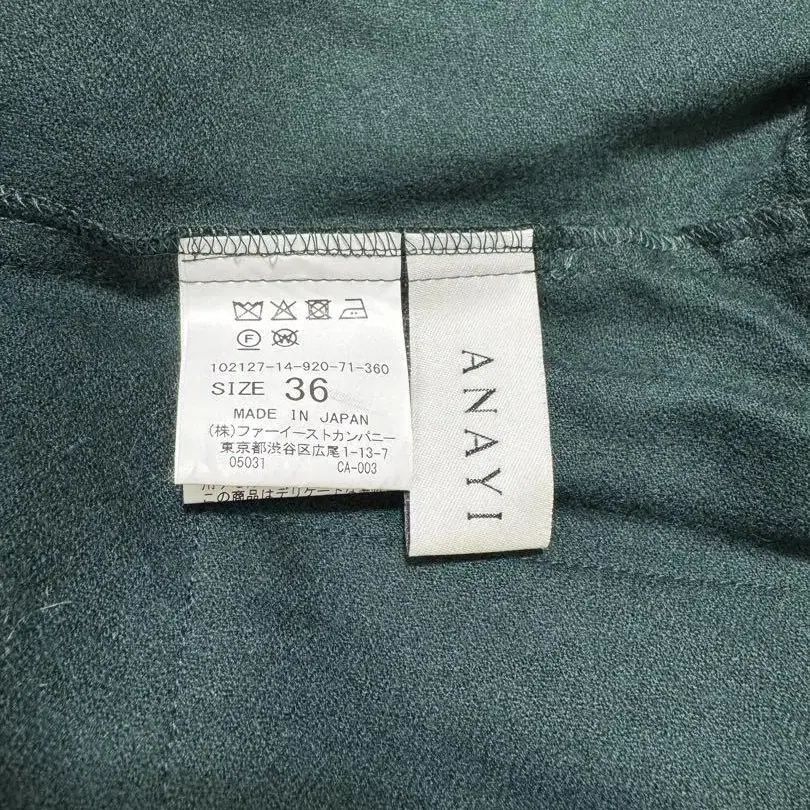 F W
102127-14-920-71-360
SIZE 36
MADE IN JAPAN
(株)ファーイーストカンパニー
東京都渋谷区広尾1-13-7
05031 CA-003
この商品はデリケートな
ANAYI